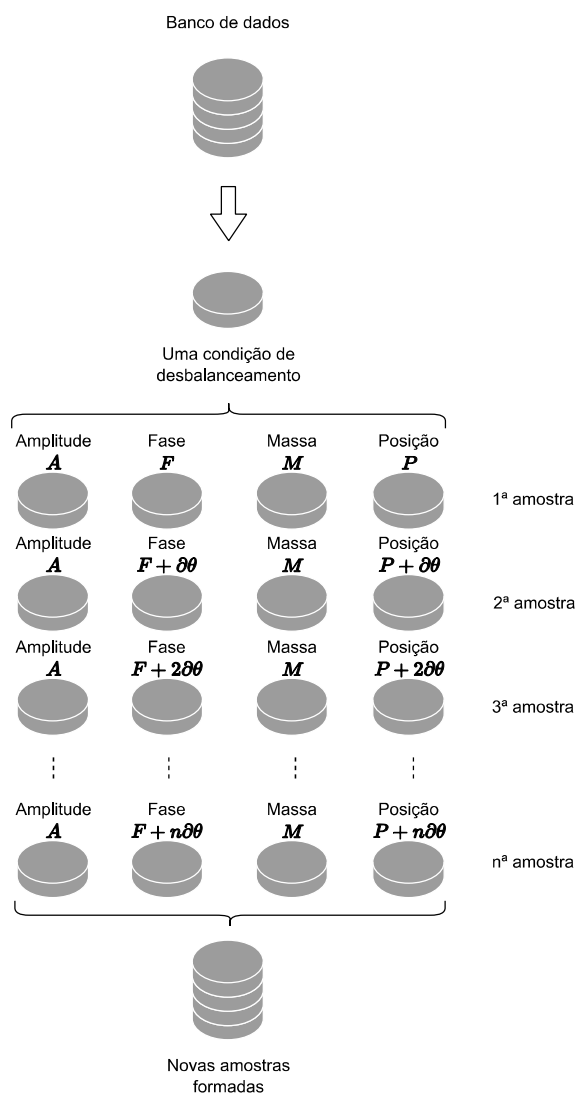 Banco de dados
Uma condição de
desbalanceamento
Amplitude Fase Massa Posição
A F M P
1ª amostra
Amplitude Fase Massa Posição
A F + ∂θ M P + ∂θ
2ª amostra
Amplitude Fase Massa Posição
A F + 2∂θ M P + 2∂θ
3ª amostra
Amplitude Fase Massa Posição
A F + n∂θ M P + n∂θ
nª amostra
Novas amostras
formadas